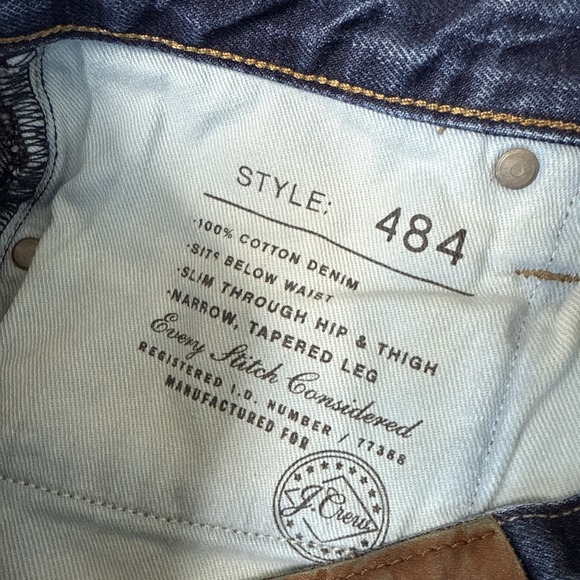 STYLE: 484
·100% COTTON DENIM
·SITS BELOW WAIST
·SLIM THROUGH HIP & THIGH
·NARROW, TAPERED LEG
Every Stitch Considered
REGISTERED I.D. NUMBER / 77388
MANUFACTURED FOR
J.Crew